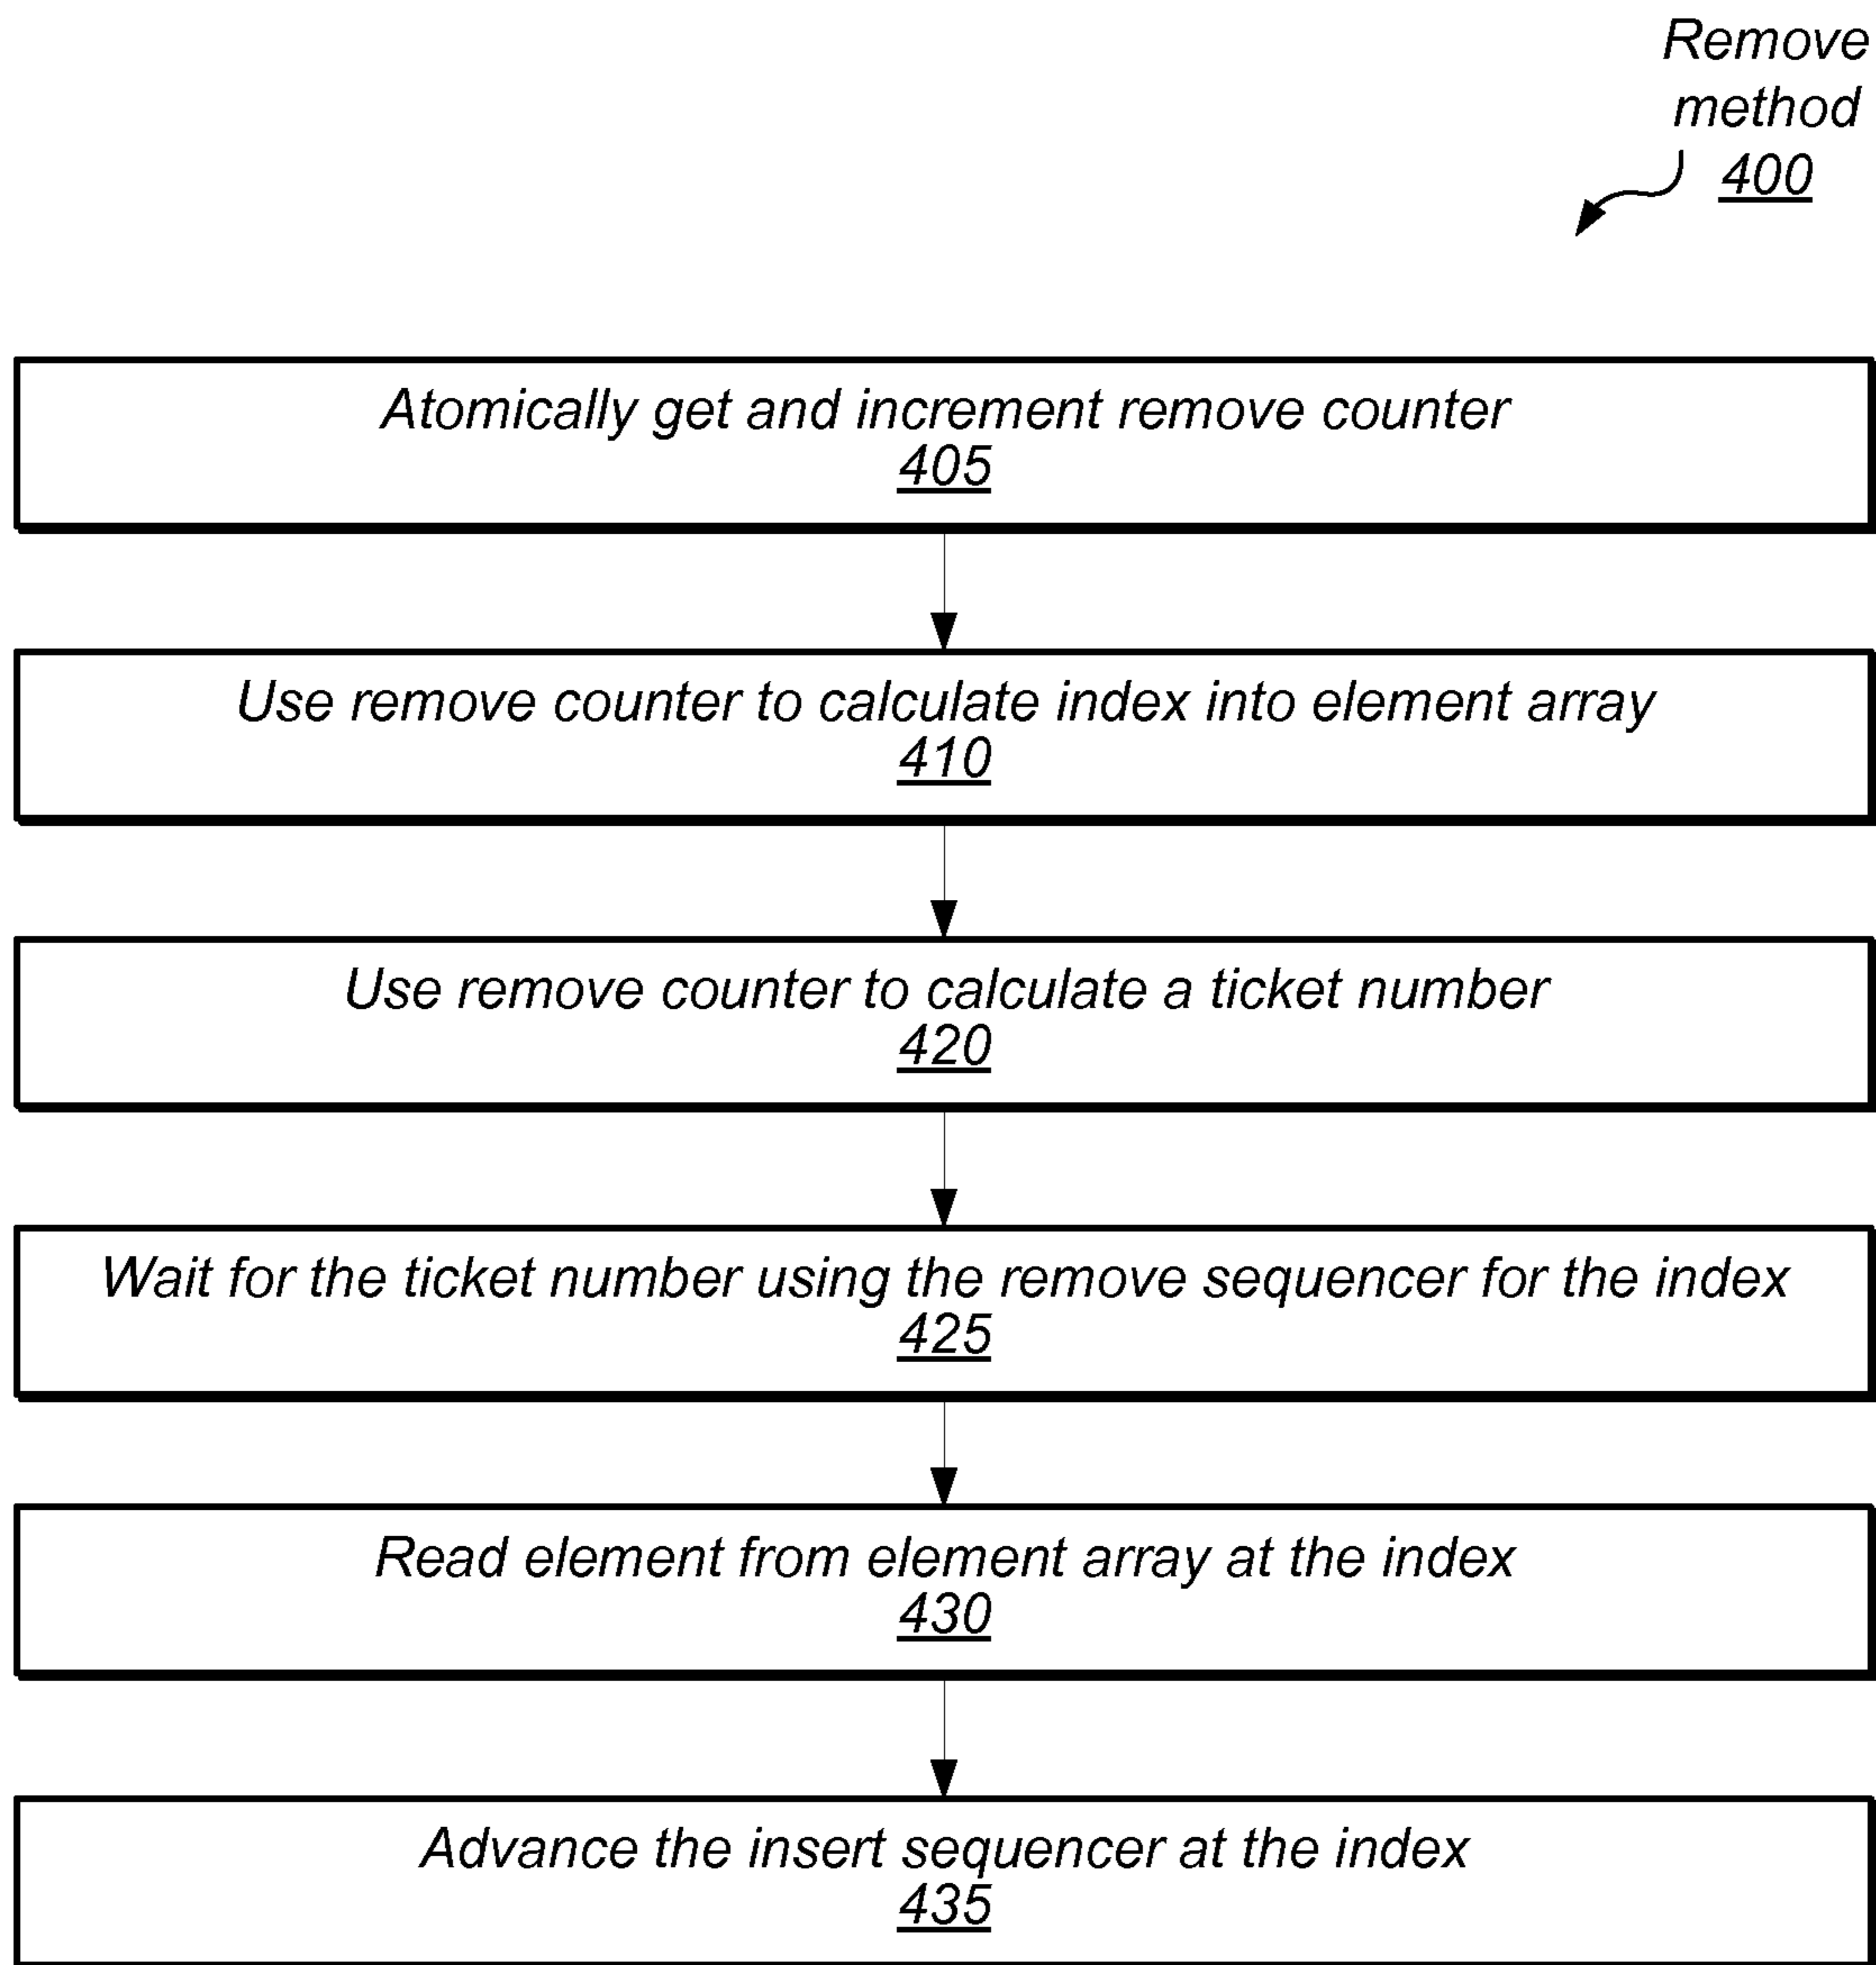 Remove
method
400
Atomically get and increment remove counter
405
Use remove counter to calculate index into element array
410
Use remove counter to calculate a ticket number
420
Wait for the ticket number using the remove sequencer for the index
425
Read element from element array at the index
430
Advance the insert sequencer at the index
435